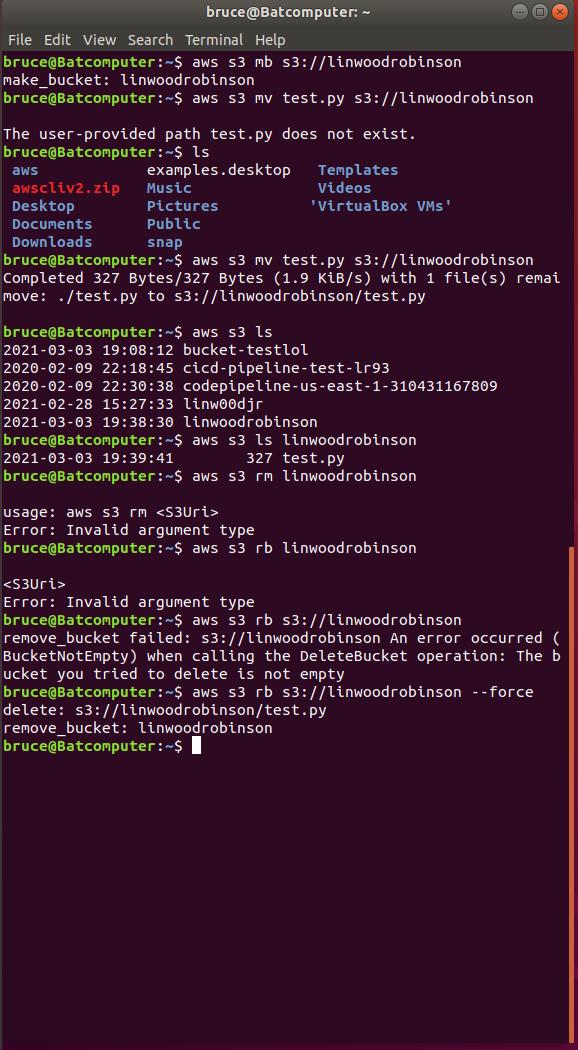 bruce@Batcomputer: ~
File Edit View Search Terminal Help
bruce@Batcomputer:~$ aws s3 mb s3://linwoodrobinson
make_bucket: linwoodrobinson
bruce@Batcomputer:~$ aws s3 mv test.py s3://linwoodrobinson
The user-provided path test.py does not exist.
bruce@Batcomputer:~$ ls
aws examples.desktop Templates
awscliv2.zip Music Videos
Desktop Pictures 'VirtualBox VMs'
Documents Public
Downloads snap
bruce@Batcomputer:~$ aws s3 mv test.py s3://linwoodrobinson
Completed 327 Bytes/327 Bytes (1.9 KiB/s) with 1 file(s) remai
move: ./test.py to s3://linwoodrobinson/test.py
bruce@Batcomputer:~$ aws s3 ls
2021-03-03 19:08:12 bucket-testlol
2020-02-09 22:18:45 cicd-pipeline-test-lr93
2020-02-09 22:30:38 codepipeline-us-east-1-310431167809
2021-02-28 15:27:33 linw00djr
2021-03-03 19:38:30 linwoodrobinson
bruce@Batcomputer:~$ aws s3 ls linwoodrobinson
2021-03-03 19:39:41 327 test.py
bruce@Batcomputer:~$ aws s3 rm linwoodrobinson
usage: aws s3 rm <S3Uri>
Error: Invalid argument type
bruce@Batcomputer:~$ aws s3 rb linwoodrobinson
<S3Uri>
Error: Invalid argument type
bruce@Batcomputer:~$ aws s3 rb s3://linwoodrobinson
remove_bucket failed: s3://linwoodrobinson An error occurred (
BucketNotEmpty) when calling the DeleteBucket operation: The b
ucket you tried to delete is not empty
bruce@Batcomputer:~$ aws s3 rb s3://linwoodrobinson --force
delete: s3://linwoodrobinson/test.py
remove_bucket: linwoodrobinson
bruce@Batcomputer:~$